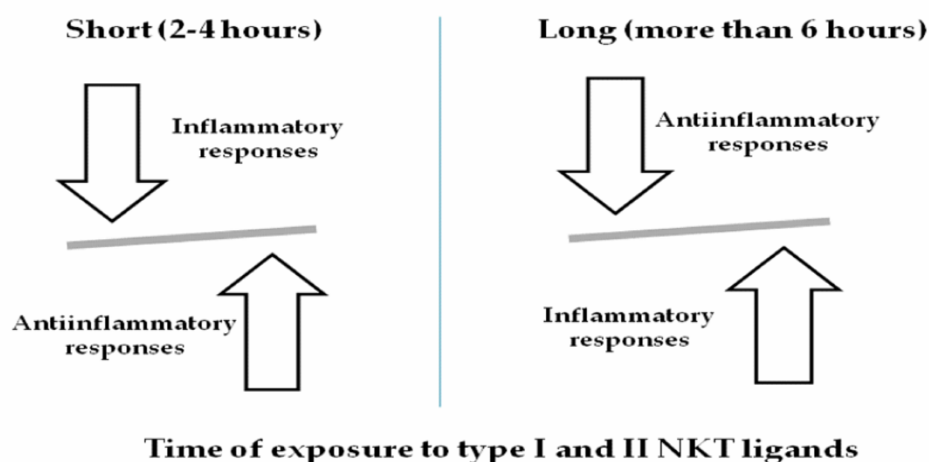 Short (2-4 hours)
Inflammatory
responses
Antiinflammatory
responses
Long (more than 6 hours)
Antiinflammatory
responses
Inflammatory
responses
Time of exposure to type I and II NKT ligands